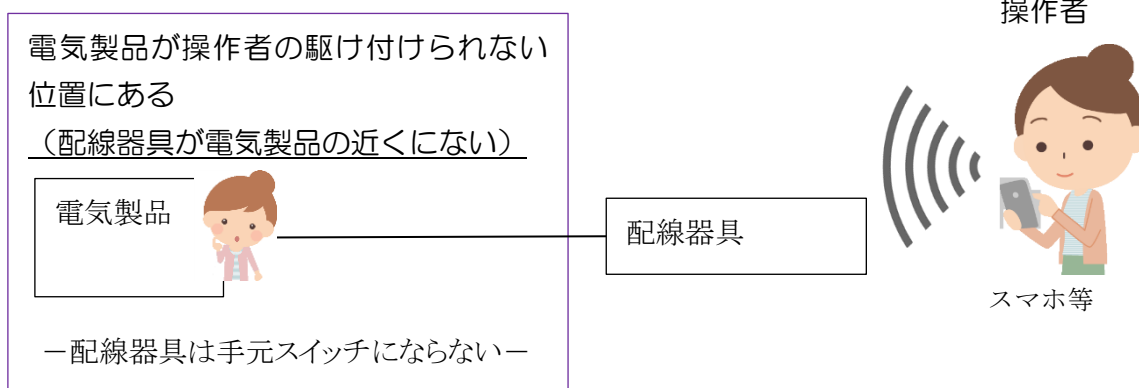 操作者
電気製品が操作者の駆け付けられない
位置にある
（配線器具が電気製品の近くにない）
電気製品
配線器具
スマホ等
－配線器具は手元スイッチにならない－